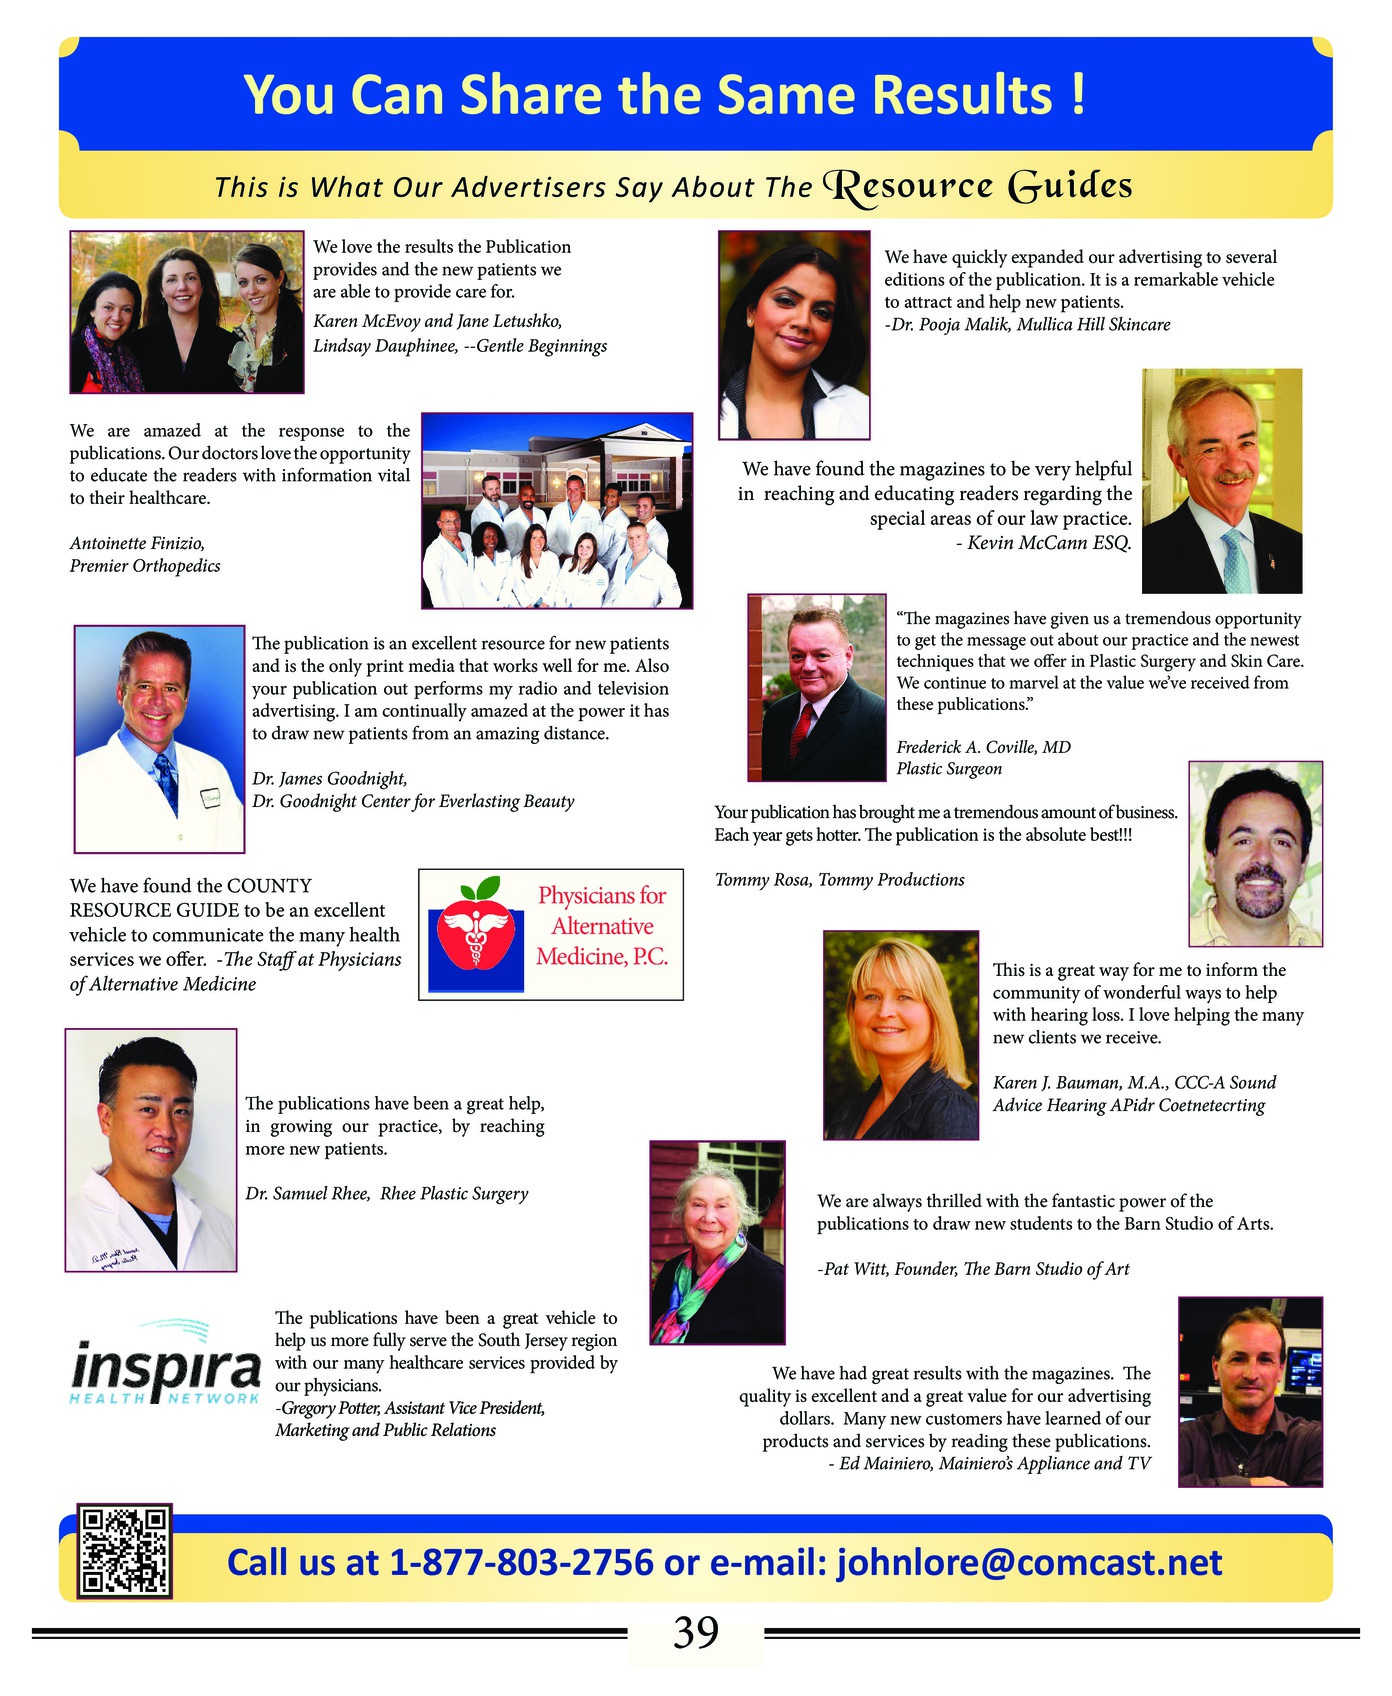 You Can Share the Same Results !
This is What Our Advertisers Say About The Resource Guides
We love the results the Publication
provides and the new patients we
are able to provide care for.
Karen McEvoy and Jane Letushko,
Lindsay Dauphinee, --Gentle Beginnings
We are amazed at the response to the
publications. Our doctors love the opportunity
to educate the readers with information vital
to their healthcare.
Antoinette Finizio,
Premier Orthopedics
The publication is an excellent resource for new patients
and is the only print media that works well for me. Also
your publication out performs my radio and television
advertising. I am continually amazed at the power it has
to draw new patients from an amazing distance.
Dr. James Goodnight,
Dr. Goodnight Center for Everlasting Beauty
We have found the COUNTY
RESOURCE GUIDE to be an excellent
vehicle to communicate the many health
services we offer. -The Staff at Physicians
of Alternative Medicine
Physicians for
Alternative
Medicine, P.C.
The publications have been a great help,
in growing our practice, by reaching
more new patients.
Dr. Samuel Rhee, Rhee Plastic Surgery
inspira
HEALTH NETWORK
The publications have been a great vehicle to
help us more fully serve the South Jersey region
with our many healthcare services provided by
our physicians.
-Gregory Potter, Assistant Vice President,
Marketing and Public Relations
We have quickly expanded our advertising to several
editions of the publication. It is a remarkable vehicle
to attract and help new patients.
-Dr. Pooja Malik, Mullica Hill Skincare
We have found the magazines to be very helpful
in reaching and educating readers regarding the
special areas of our law practice.
- Kevin McCann ESQ.
“The magazines have given us a tremendous opportunity
to get the message out about our practice and the newest
techniques that we offer in Plastic Surgery and Skin Care.
We continue to marvel at the value we’ve received from
these publications.”
Frederick A. Coville, MD
Plastic Surgeon
Your publication has brought me a tremendous amount of business.
Each year gets hotter. The publication is the absolute best!!!
Tommy Rosa, Tommy Productions
This is a great way for me to inform the
community of wonderful ways to help
with hearing loss. I love helping the many
new clients we receive.
Karen J. Bauman, M.A., CCC-A Sound
Advice Hearing APidr Coetnetecrting
We are always thrilled with the fantastic power of the
publications to draw new students to the Barn Studio of Arts.
-Pat Witt, Founder, The Barn Studio of Art
We have had great results with the magazines. The
quality is excellent and a great value for our advertising
dollars. Many new customers have learned of our
products and services by reading these publications.
- Ed Mainiero, Mainiero’s Appliance and TV
Call us at 1-877-803-2756 or e-mail: johnlore@comcast.net
39